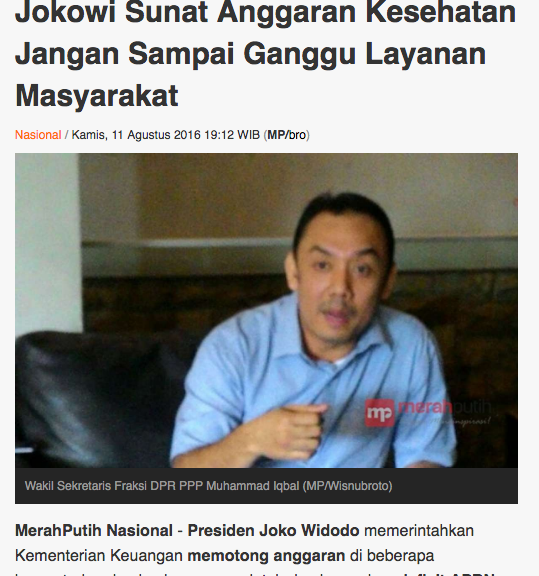 Jokowi Sunat Anggaran Kesehatan
Jangan Sampai Ganggu Layanan
Masyarakat
Nasional / Kamis, 11 Agustus 2016 19:12 WIB (MP/bro)
mp merahputih
Wakil Sekretaris Fraksi DPR PPP Muhammad Iqbal (MP/Wisnubroto)
MerahPutih Nasional - Presiden Joko Widodo memerintahkan
Kementerian Keuangan memotong anggaran di beberapa